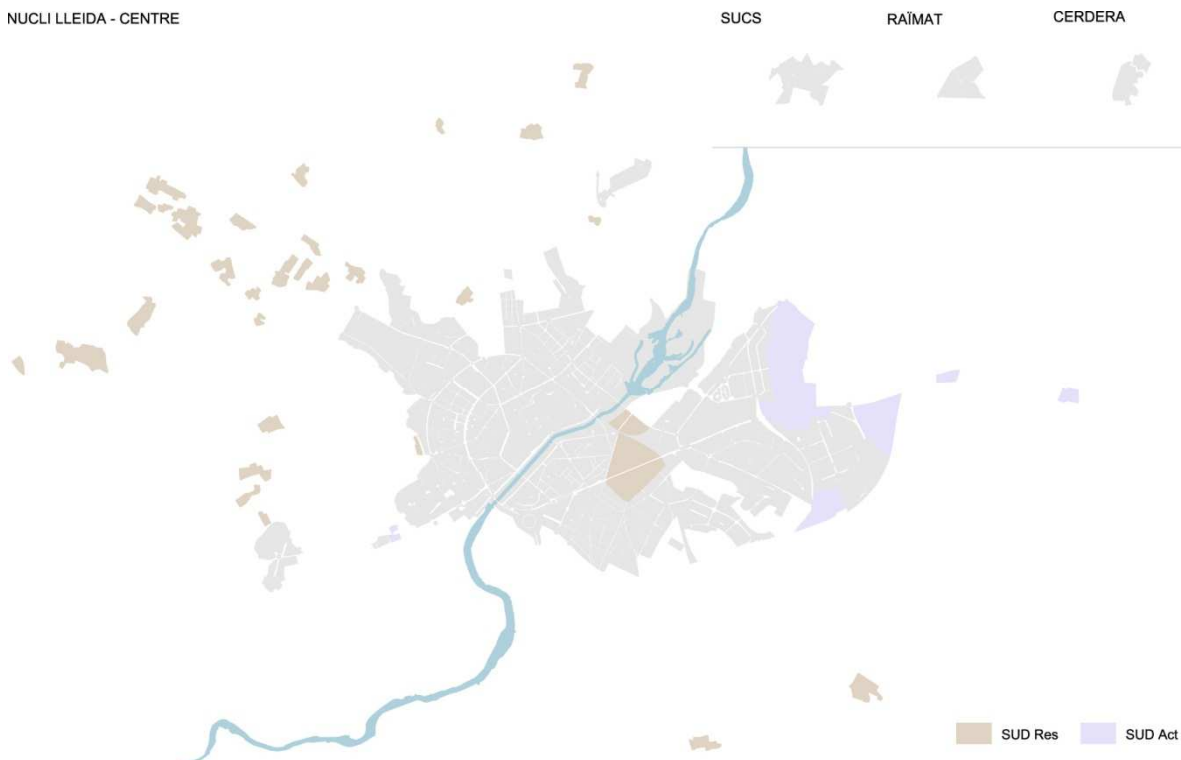 NUCLI LLEIDA - CENTRE
SUCS
RAÏMAT
CERDERA
SUD Res
SUD Act